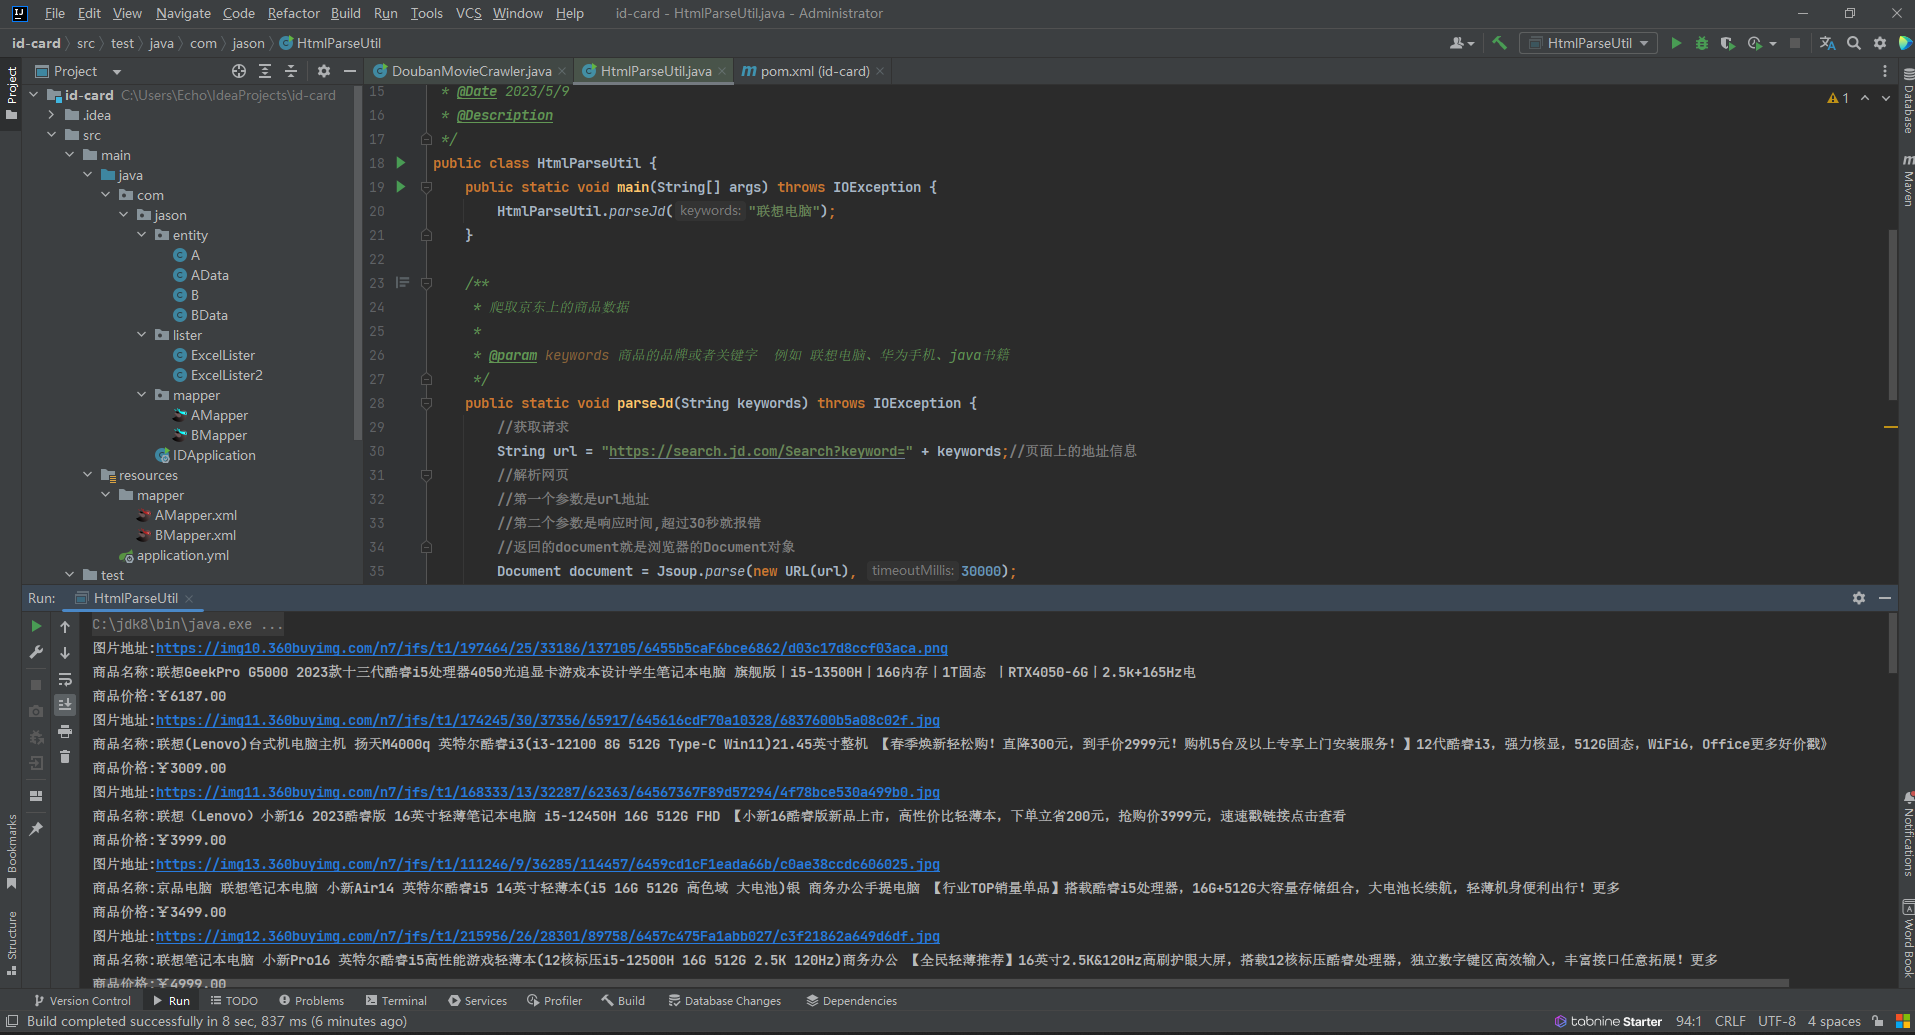 File Edit View Navigate Code Refactor Build Run Tools VCS Window Help id-card - HtmlParseUtil.java - Administrator
id-card src test java com jason HtmlParseUtil
HtmlParseUtil
Project
DoubanMovieCrawler.java HtmlParseUtil.java pom.xml (id-card)
Project
id-card C:\Users\Echo\IdeaProjects\id-card
.idea
src
main
java
com
jason
entity
A
AData
B
BData
lister
ExcelLister
ExcelLister2
mapper
AMapper
BMapper
IDApplication
resources
mapper
AMapper.xml
BMapper.xml
application.yml
test
1
15 * @Date 2023/5/9
16 * @Description
17 */
18 public class HtmlParseUtil {
19 public static void main(String[] args) throws IOException {
20 HtmlParseUtil.parseJd( keywords: "联想电脑");
21 }
22
23 /**
24 * 爬取京东上的商品数据
25 *
26 * @param keywords 商品的品牌或者关键字 例如 联想电脑、华为手机、java书籍
27 */
28 public static void parseJd(String keywords) throws IOException {
29 //获取请求
30 String url = "https://search.jd.com/Search?keyword=" + keywords;//页面上的地址信息
31 //解析网页
32 //第一个参数是url地址
33 //第二个参数是响应时间,超过30秒就报错
34 //返回的document就是浏览器的Document对象
35 Document document = Jsoup.parse(new URL(url), timeoutMillis: 30000);
Database
Maven
Notifications
Word Book
Bookmarks
Structure
Run: HtmlParseUtil
C:\jdk8\bin\java.exe ...
图片地址:https://img10.360buyimg.com/n7/jfs/t1/197464/25/33186/137105/6455b5caF6bce6862/d03c17d8ccf03aca.png
商品名称:联想GeekPro G5000 2023款十三代酷睿i5处理器4050光追显卡游戏本设计学生笔记本电脑 旗舰版丨i5-13500H丨16G内存丨1T固态 丨RTX4050-6G丨2.5k+165Hz电
商品价格:￥6187.00
图片地址:https://img11.360buyimg.com/n7/jfs/t1/174245/30/37356/65917/645616cdF70a10328/6837600b5a08c02f.jpg
商品名称:联想(Lenovo)台式机电脑主机 扬天M4000q 英特尔酷睿i3(i3-12100 8G 512G Type-C Win11)21.45英寸整机 【春季焕新轻松购！直降300元，到手价2999元！购机5台及以上专享上门安装服务！】12代酷睿i3，强力核显，512G固态，WiFi6，Office更多好价戳》
商品价格:￥3009.00
图片地址:https://img11.360buyimg.com/n7/jfs/t1/168333/13/32287/62363/64567367F89d57294/4f78bce530a499b0.jpg
商品名称:联想（Lenovo）小新16 2023酷睿版 16英寸轻薄笔记本电脑 i5-12450H 16G 512G FHD 【小新16酷睿版新品上市，高性价比轻薄本，下单立省200元，抢购价3999元，速速戳链接点击查看
商品价格:￥3999.00
图片地址:https://img13.360buyimg.com/n7/jfs/t1/111246/9/36285/114457/6459cd1cF1eada66b/c0ae38ccdc606025.jpg
商品名称:京品电脑 联想笔记本电脑 小新Air14 英特尔酷睿i5 14英寸轻薄本(i5 16G 512G 高色域 大电池)银 商务办公手提电脑 【行业TOP销量单品】搭载酷睿i5处理器，16G+512G大容量存储组合，大电池长续航，轻薄机身便利出行！更多
商品价格:￥3499.00
图片地址:https://img12.360buyimg.com/n7/jfs/t1/215956/26/28301/89758/6457c475Fa1abb027/c3f21862a649d6df.jpg
商品名称:联想笔记本电脑 小新Pro16 英特尔酷睿i5高性能游戏轻薄本(12核标压i5-12500H 16G 512G 2.5K 120Hz)商务办公 【全民轻薄推荐】16英寸2.5K&120Hz高刷护眼大屏，搭载12核标压酷睿处理器，独立数字键区高效输入，丰富接口任意拓展！更多
商品价格:￥4999.00
Version Control Run TODO Problems Terminal Services Profiler Build Database Changes Dependencies
Build completed successfully in 8 sec, 837 ms (6 minutes ago) tabnine Starter 94:1 CRLF UTF-8 4 spaces